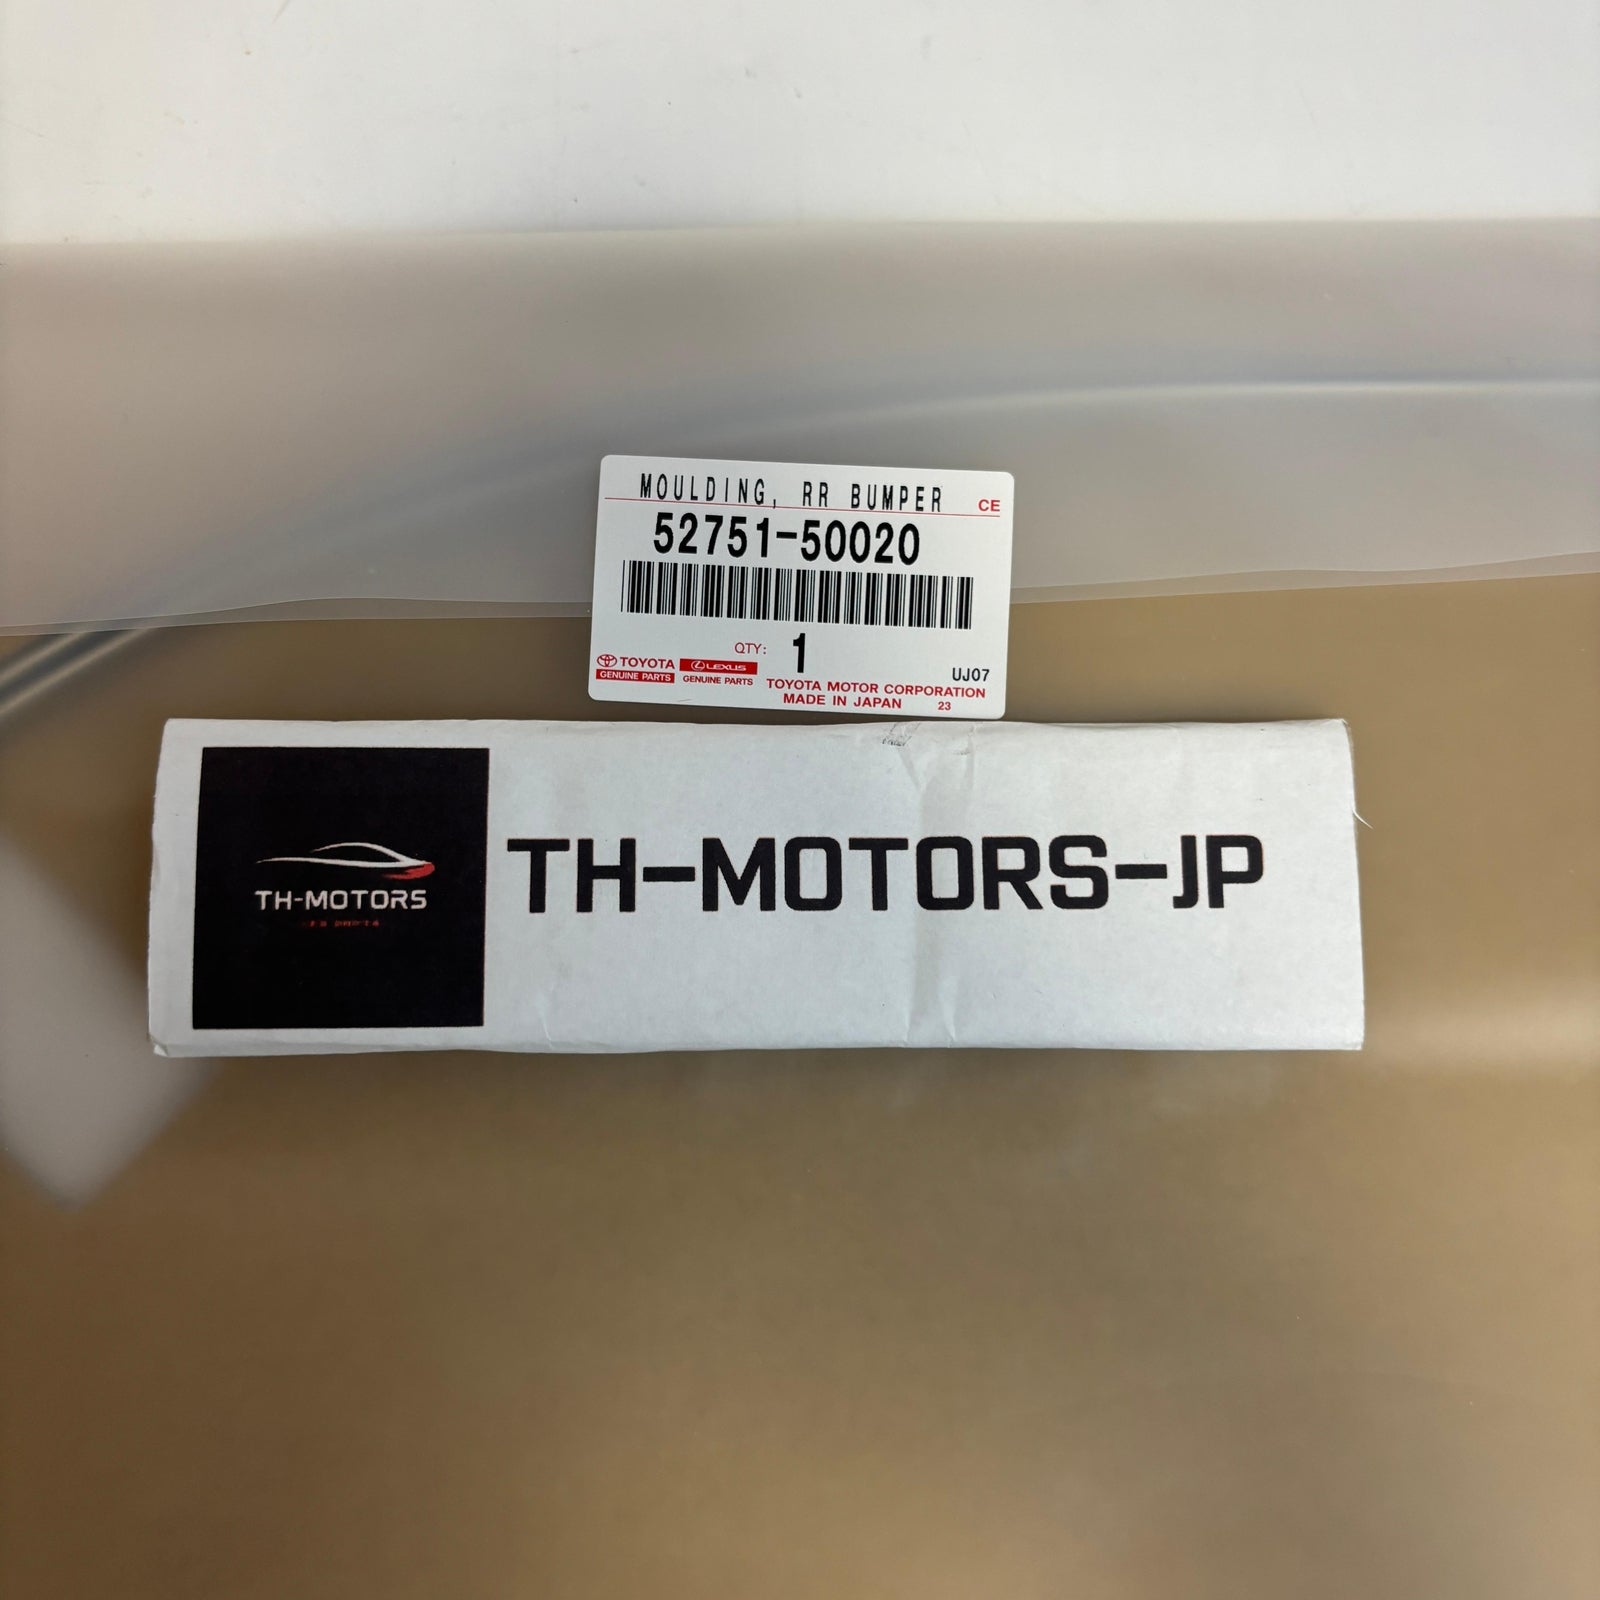 MOULDING, RR BUMPER
CE
52751-50020
QTY: 1
TOYOTA
GENUINE PARTS
LEXUS
GENUINE PARTS
UJ07
TOYOTA MOTOR CORPORATION
MADE IN JAPAN 23
TH-MOTORS
TH-MOTORS-JP